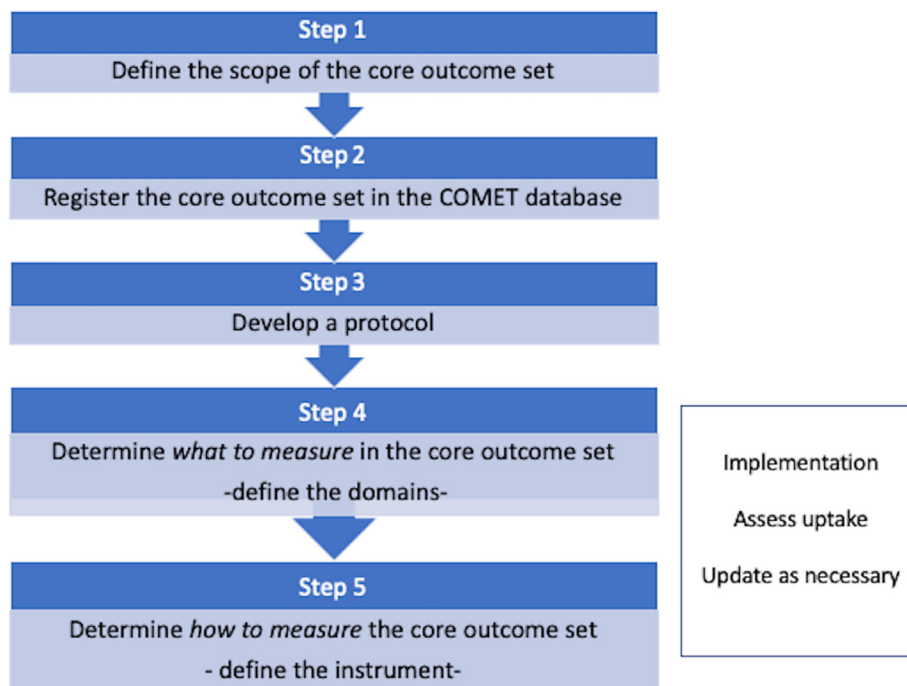 Step 1
Define the scope of the core outcome set
Step 2
Register the core outcome set in the COMET database
Step 3
Develop a protocol
Step 4
Determine what to measure in the core outcome set
-define the domains-
Step 5
Determine how to measure the core outcome set
- define the instrument-
Implementation
Assess uptake
Update as necessary